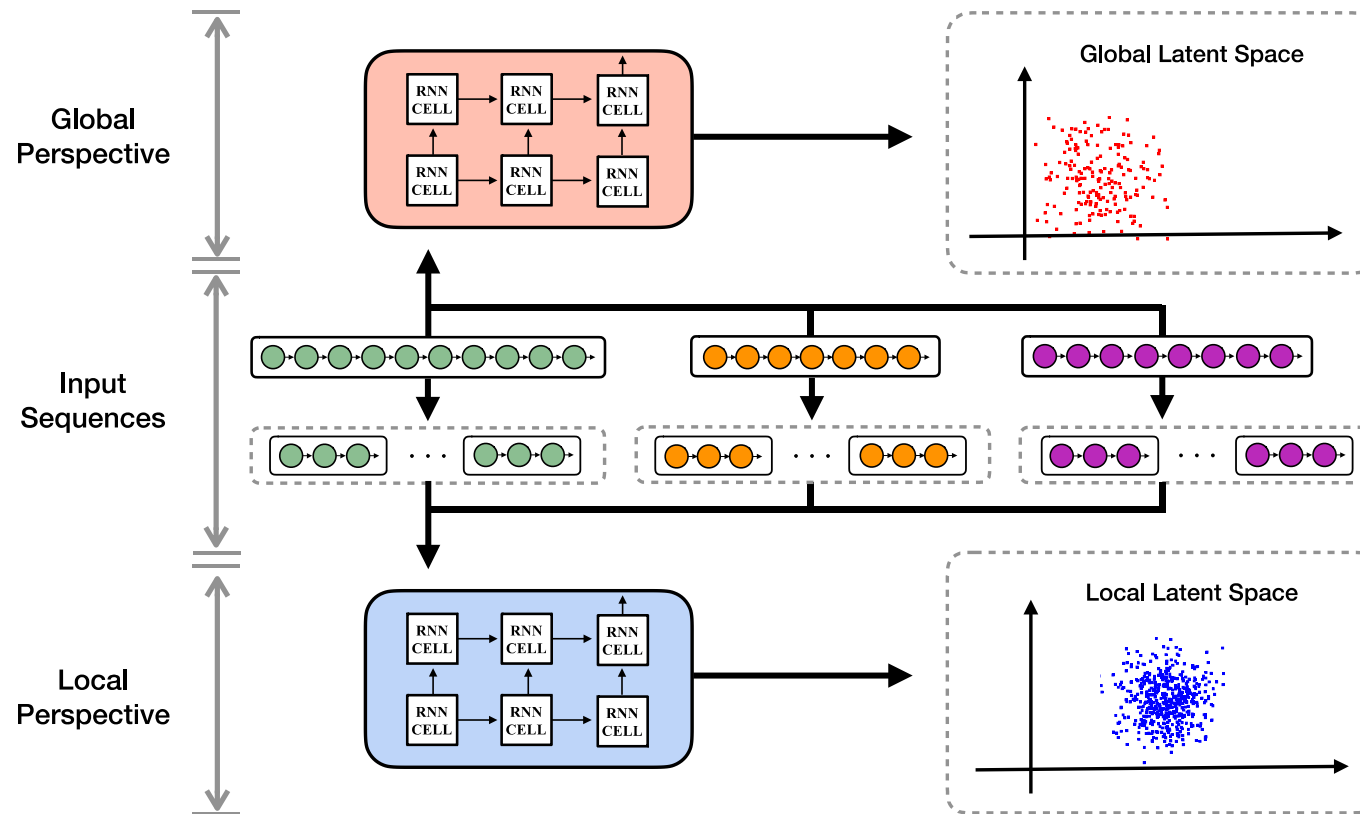 Global
Perspective
RNN
CELL
RNN
CELL
RNN
CELL
RNN
CELL
RNN
CELL
RNN
CELL
Global Latent Space
Input
Sequences
· · ·
· · ·
· · ·
Local
Perspective
RNN
CELL
RNN
CELL
RNN
CELL
RNN
CELL
RNN
CELL
RNN
CELL
Local Latent Space